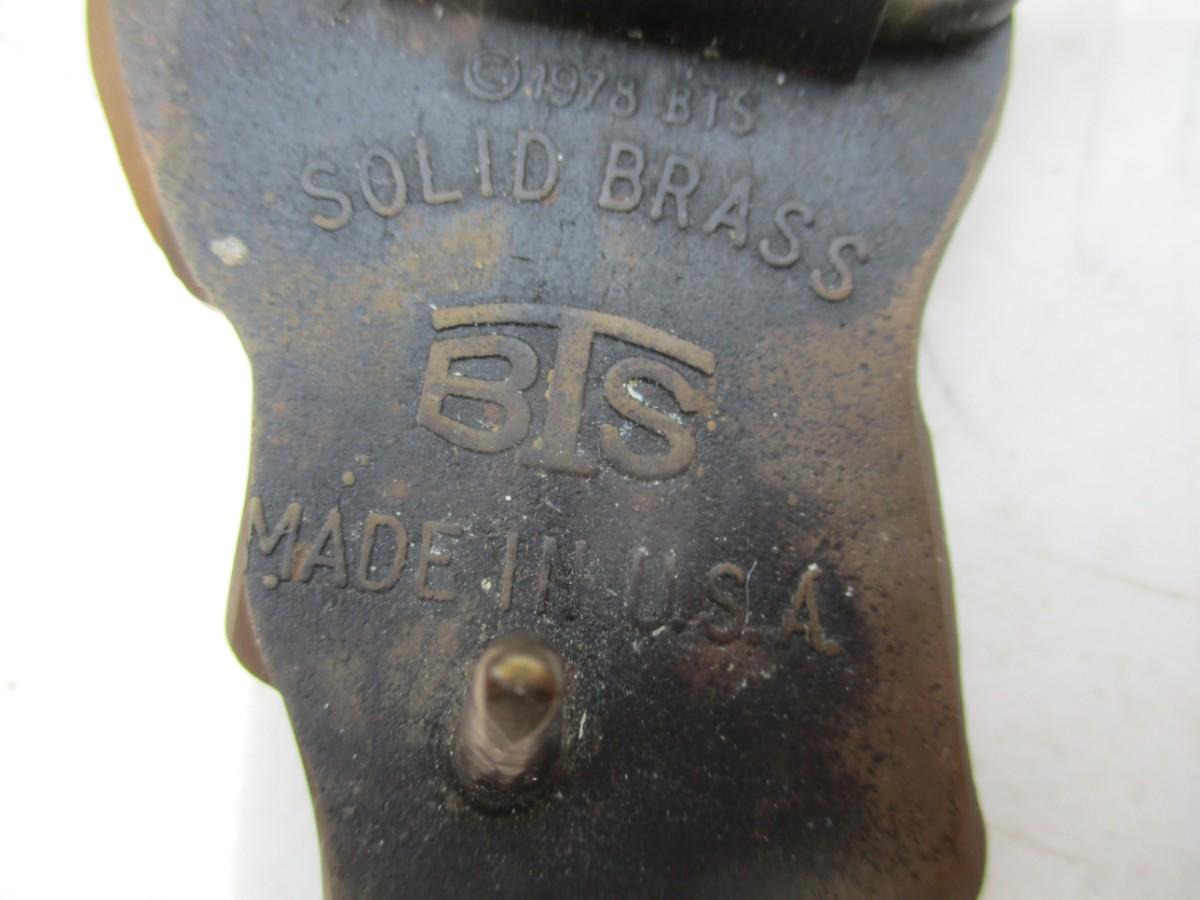 ©1978 BTS
SOLID BRASS
BTS
MADE IN U.S.A.